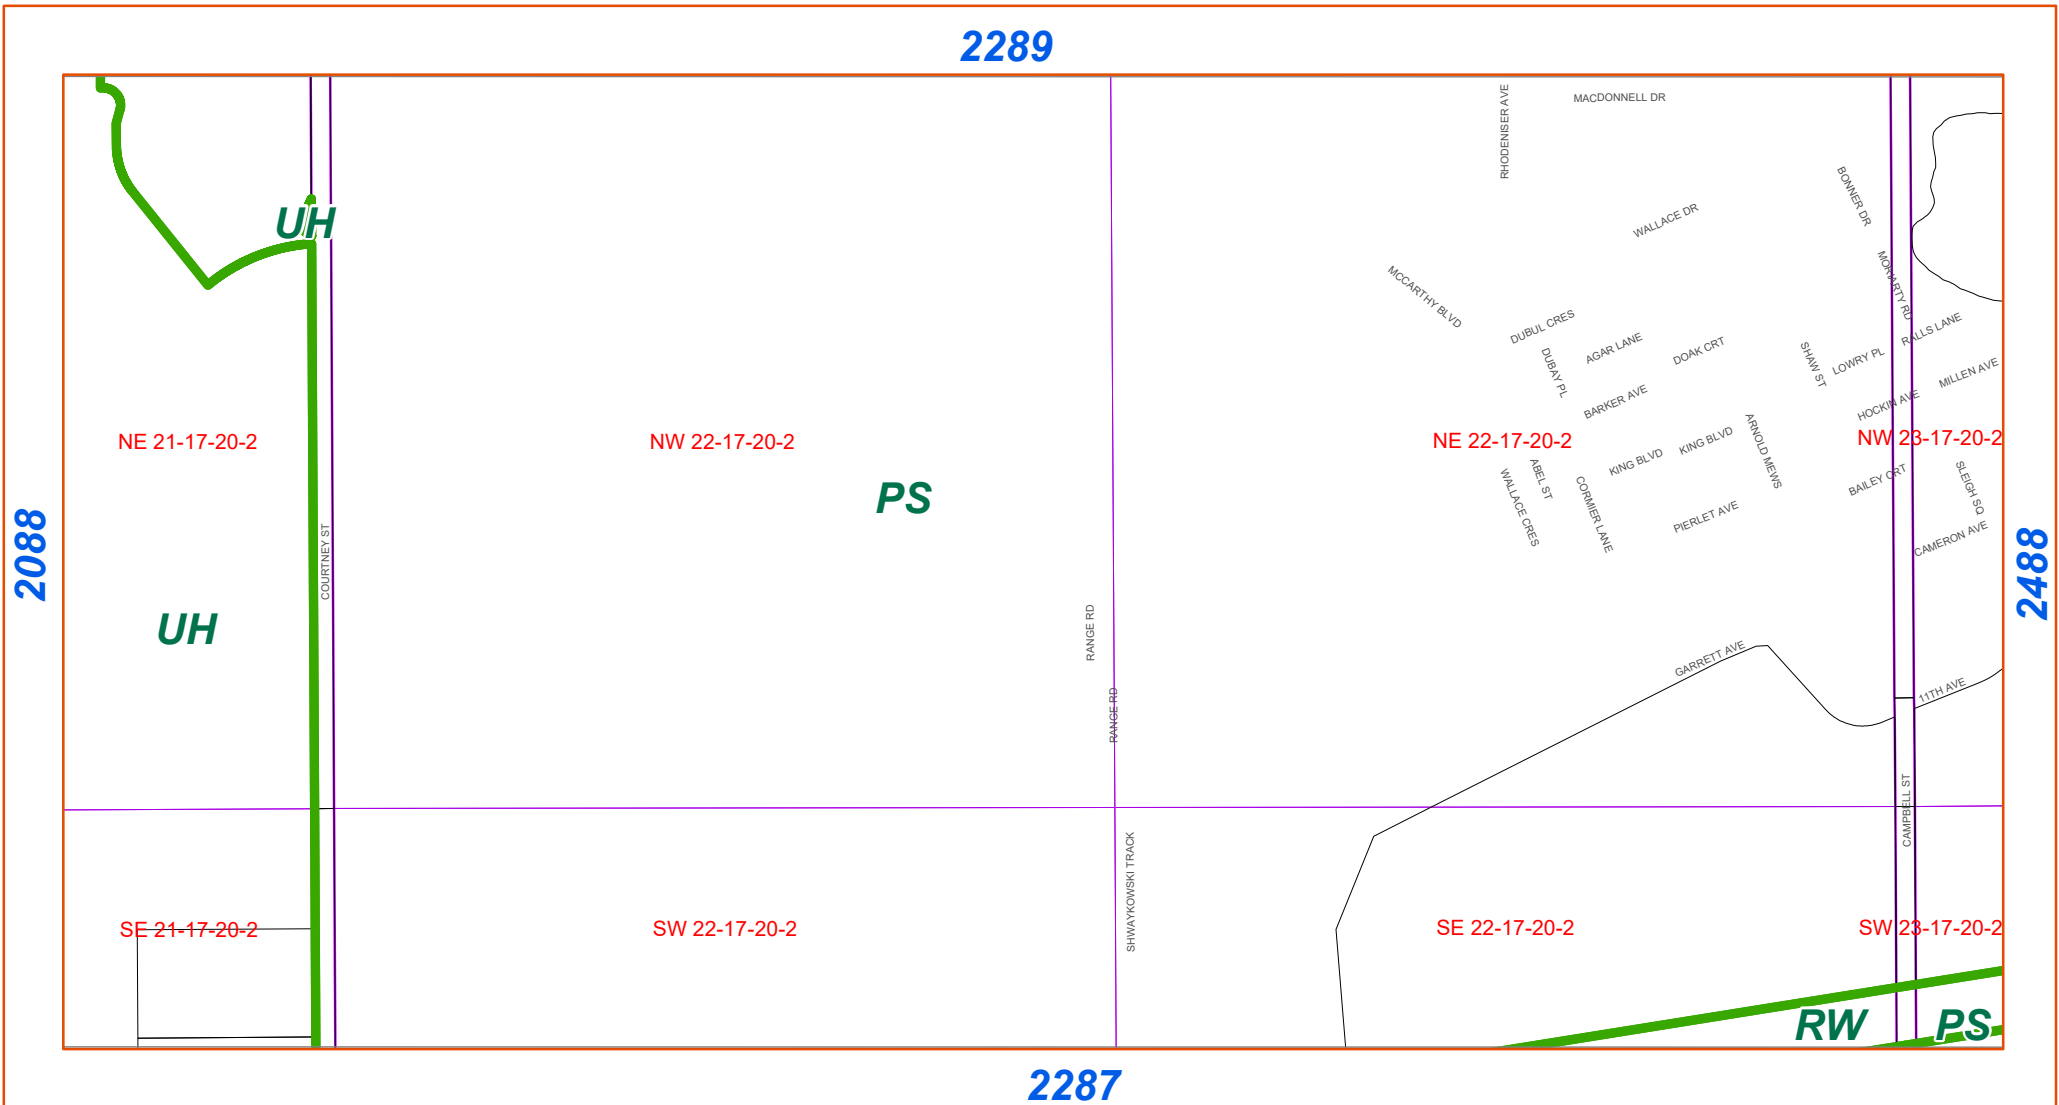 2289
RHODENISER AVE
MACDONNELL DR
BONNER DR
WALLACE DR
UH
MORIARTY RD
MCCARTHY BLVD
DUBUL CRES
RALLS LANE
AGAR LANE
DOAK CRT
SHAW ST
LOWRY PL
DUBAY PL
MILLEN AVE
BARKER AVE
HOCKIN AVE
NE 21-17-20-2
NW 22-17-20-2
NE 22-17-20-2
NW 23-17-20-2
ARNOLD MEWS
KING BLVD
KING BLVD
ABEL ST
WALLACE CRES
CORMIER LANE
BAILEY CRT
SLEIGH SQ
PS
PIERLET AVE
CAMERON AVE
2088
COURTNEY ST
2488
UH
RANGE RD
GARRETT AVE
11TH AVE
RANGE RD
CAMPBELL ST
SHWAYKOWSKI TRACK
SE 21-17-20-2
SW 22-17-20-2
SE 22-17-20-2
SW 23-17-20-2
RW
PS
2287